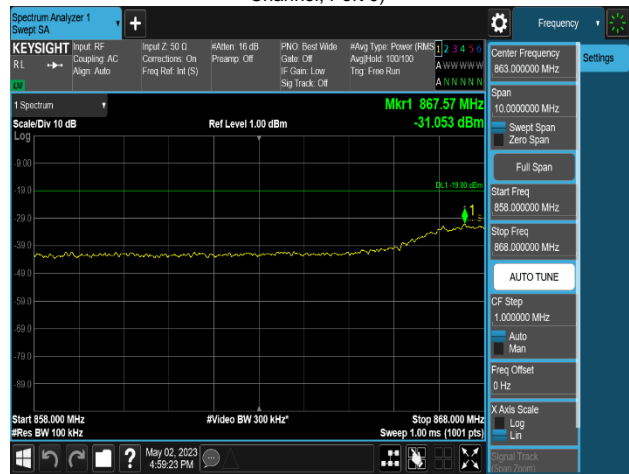 Channel, Port 0)
Spectrum Analyzer 1
Swept SA
Frequency
KEYSIGHT
RL
Input: RF
Coupling: AC
Align: Auto
Input Z: 50 Ω
Corrections: On
Freq Ref: Int (S)
#Atten: 16 dB
Preamp: Off
PNO: Best Wide
Gate: Off
IF Gain: Low
Sig Track: Off
#Avg Type: Power (RMS
Avg|Hold: 100/100
Trig: Free Run
1 2 3 4 5 6
A W W W W W
A N N N N N
1 Spectrum
Scale/Div 10 dB
Ref Level 1.00 dBm
Mkr1 867.57 MHz
-31.053 dBm
Log
-9.00
-19.0
-29.0
-39.0
-49.0
-59.0
-69.0
-79.0
-89.0
DL1 -19.00 dBm
1
Start 858.000 MHz
#Res BW 100 kHz
#Video BW 300 kHz*
Stop 868.000 MHz
Sweep 1.00 ms (1001 pts)
Center Frequency
863.000000 MHz
Settings
Span
10.0000000 MHz
Swept Span
Zero Span
Full Span
Start Freq
858.000000 MHz
Stop Freq
868.000000 MHz
AUTO TUNE
CF Step
1.000000 MHz
Auto
Man
Freq Offset
0 Hz
X Axis Scale
Log
Lin
Signal Track
(Span Zoom)
?
May 02, 2023
4:59:23 PM